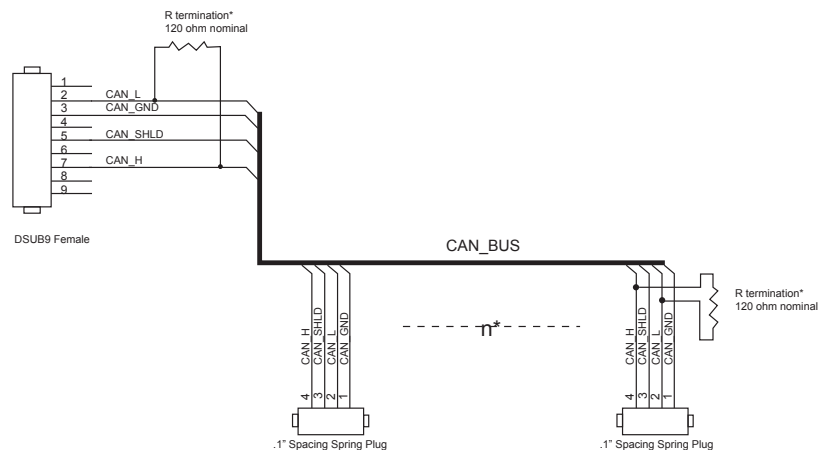 R termination*
120 ohm nominal
1
2
CAN_L
3
CAN_GND
4
5
CAN_SHLD
6
7
CAN_H
8
9
DSUB9 Female
CAN_BUS
R termination*
120 ohm nominal
n*
CAN_H
CAN_SHLD
CAN_L
CAN_GND
4
3
2
1
.1” Spacing Spring Plug
CAN_H
CAN_SHLD
CAN_L
CAN_GND
4
3
2
1
.1” Spacing Spring Plug